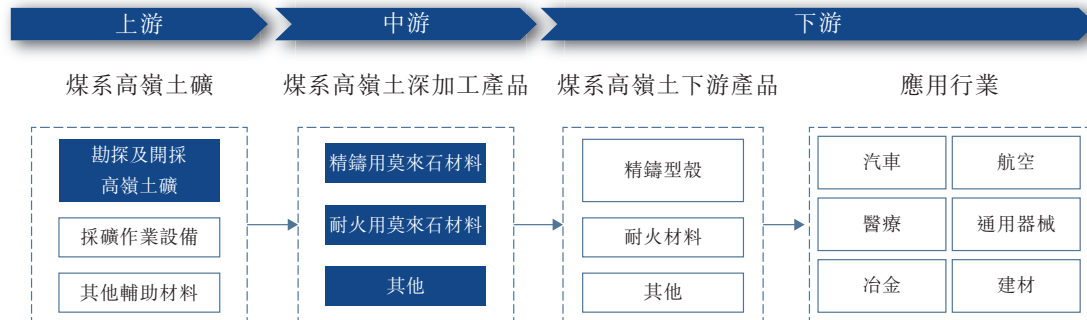 上游
中游
下游
煤系高嶺土礦
煤系高嶺土深加工產品
煤系高嶺土下游產品
應用行業
勘探及開採
高嶺土礦
採礦作業設備
其他輔助材料
精鑄用莫來石材料
耐火用莫來石材料
其他
精鑄型殼
耐火材料
其他
汽車
航空
醫療
通用器械
冶金
建材